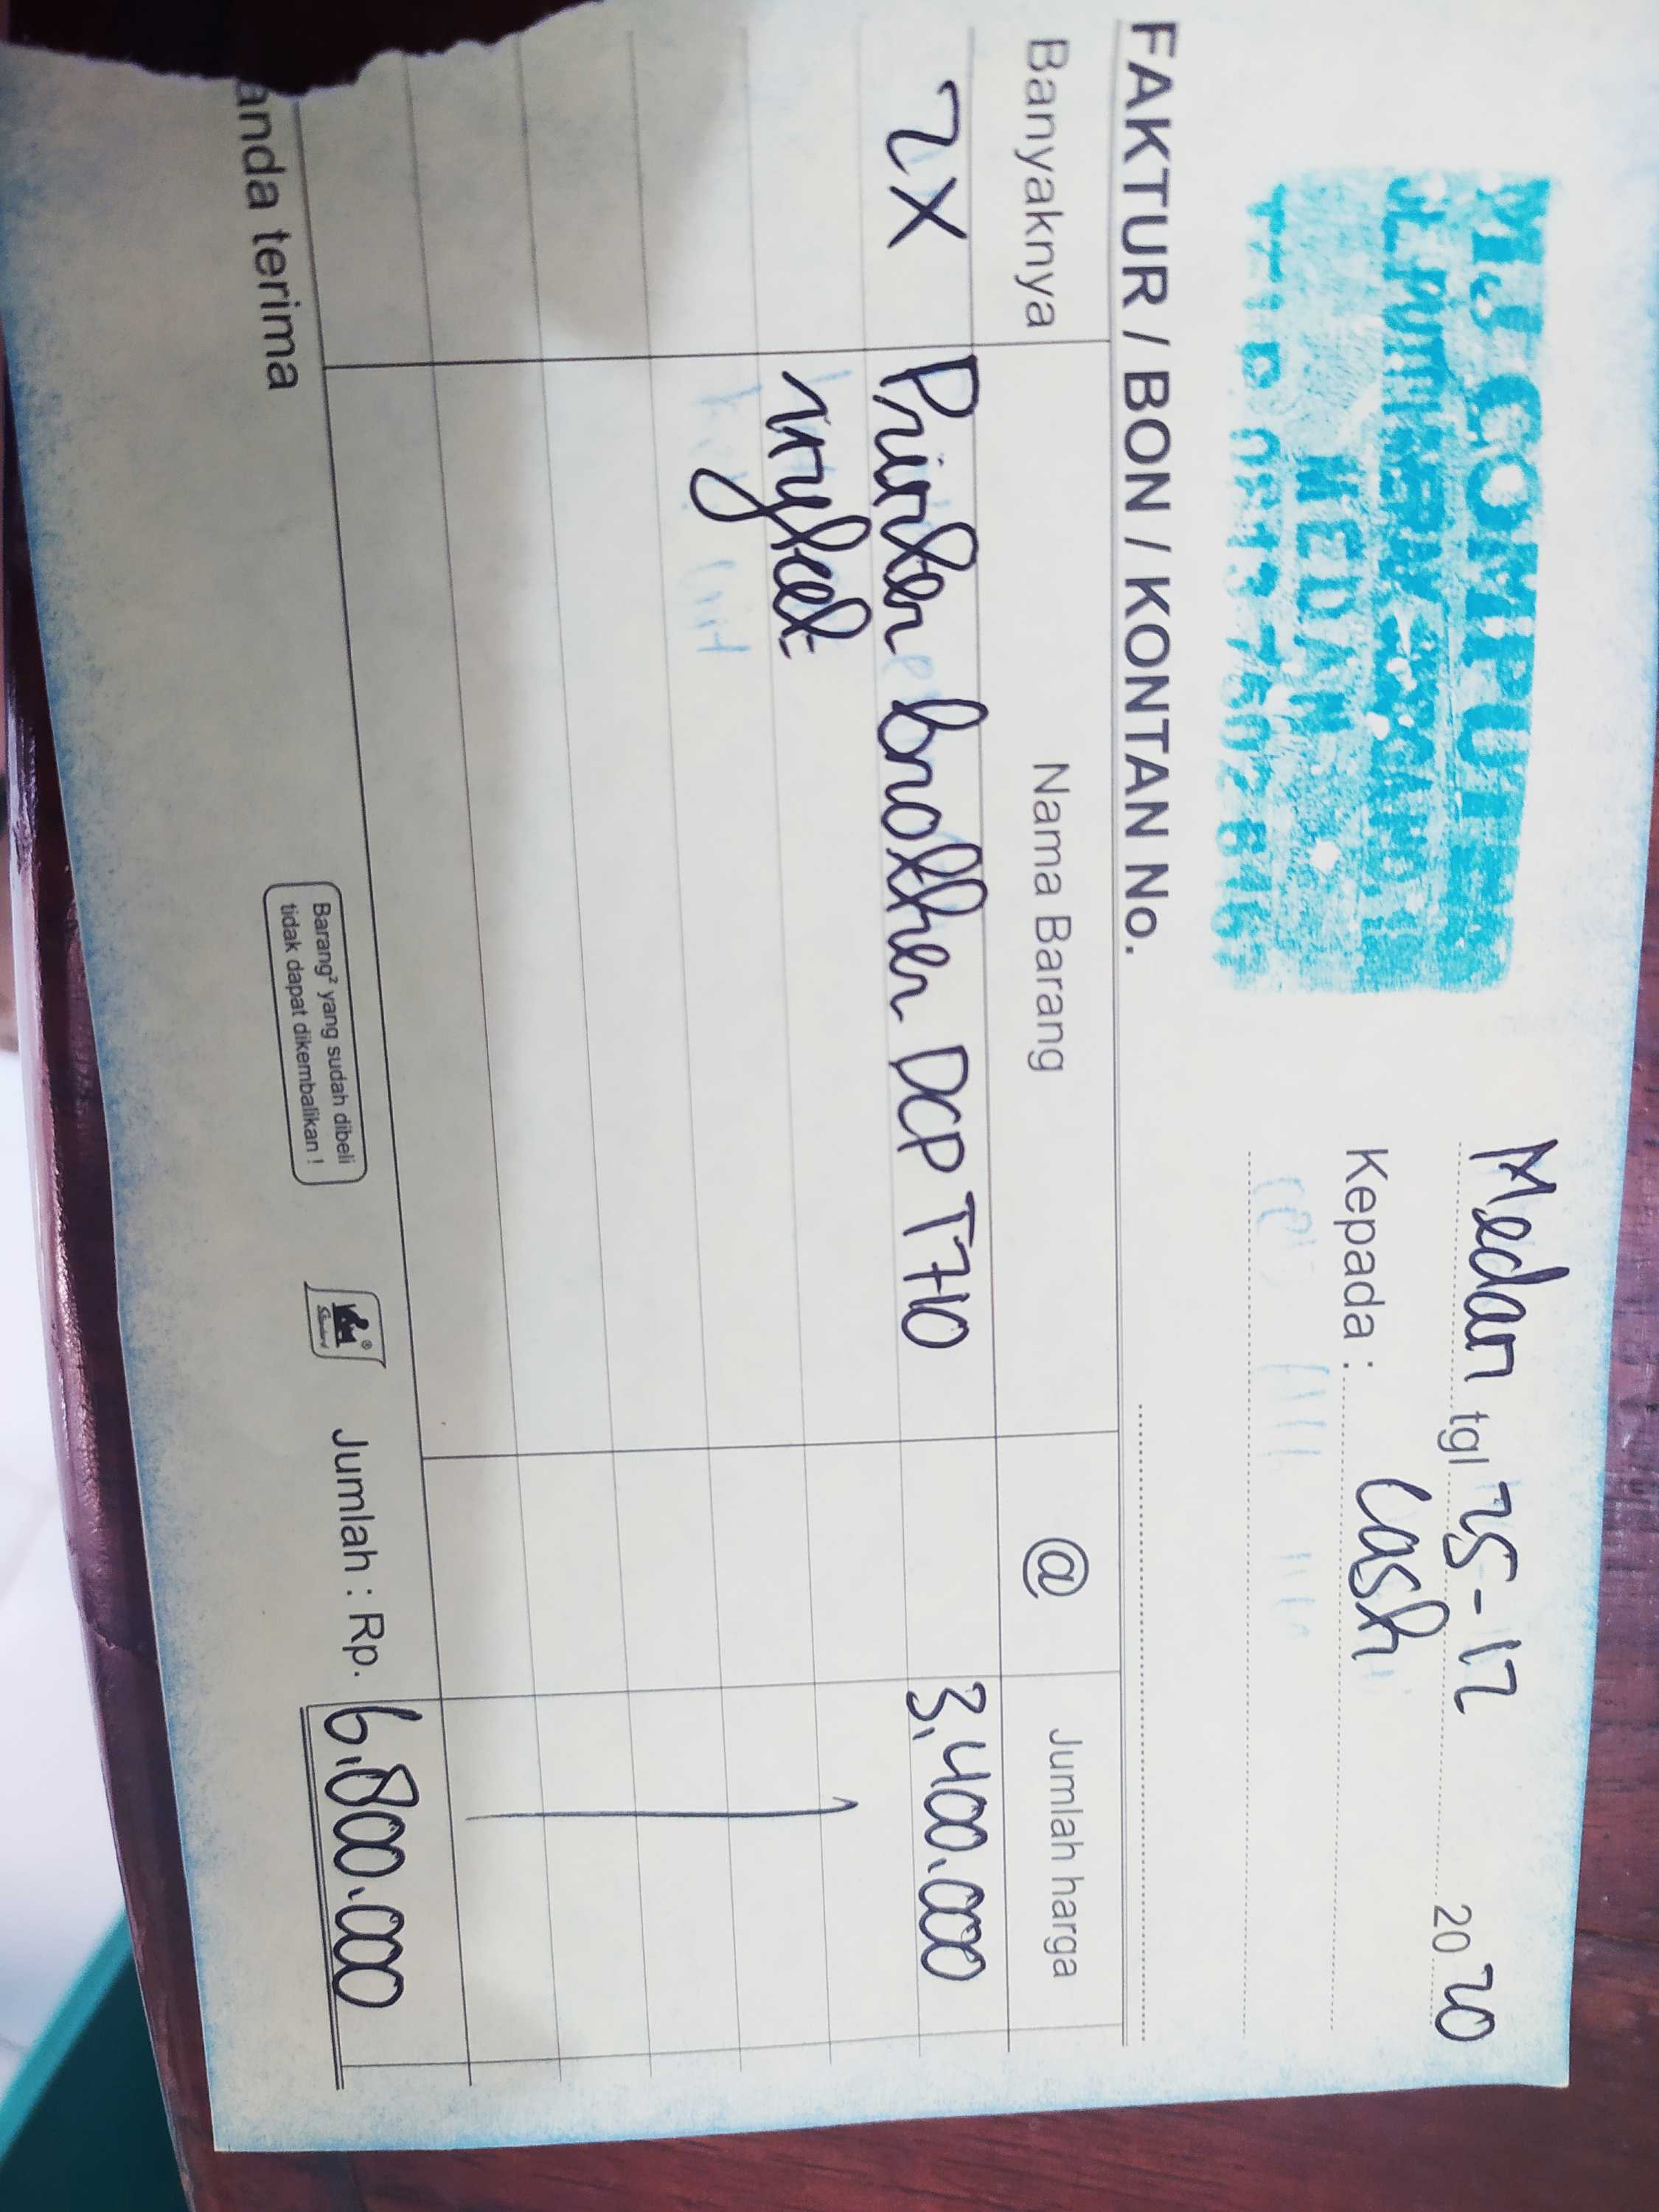 MJ COMPUTER
MEDAN
Medan tgl 25-12 2020
Kepada : Cash
FAKTUR / BON / KONTAN No.
Banyaknya Nama Barang @ Jumlah harga
2X Printer brother DCP T710 3.400.000
inkjet
anda terima
Barang² yang sudah dibeli
tidak dapat dikembalikan !
Jumlah : Rp. 6.800.000